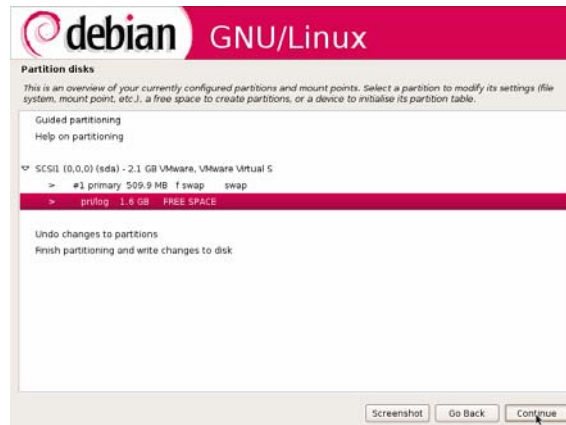 debian GNU/Linux
Partition disks
This is an overview of your currently configured partitions and mount points. Select a partition to modify its settings (file
system, mount point, etc.), a free space to create partitions, or a device to initialise its partition table.
Guided partitioning
Help on partitioning
SCSI1 (0,0,0) (sda) - 2.1 GB VMware, VMware Virtual S
> #1 primary 509.9 MB f swap swap
> pri/log 1.6 GB FREE SPACE
Undo changes to partitions
Finish partitioning and write changes to disk
Screenshot Go Back Continue